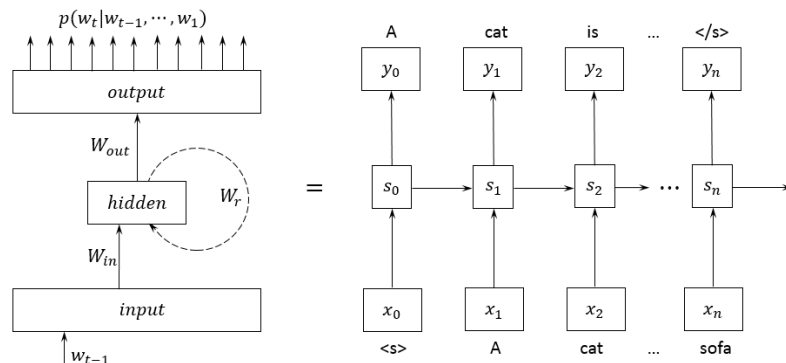 p(w_t|w_{t−1}, ⋯, w_1)
output
W_out
hidden
W_r
W_in
input
w_{t−1}
=
A cat is ... </s>
y_0 y_1 y_2 y_n
s_0 s_1 s_2 ⋯ s_n
x_0 x_1 x_2 x_n
<s> A cat ... sofa